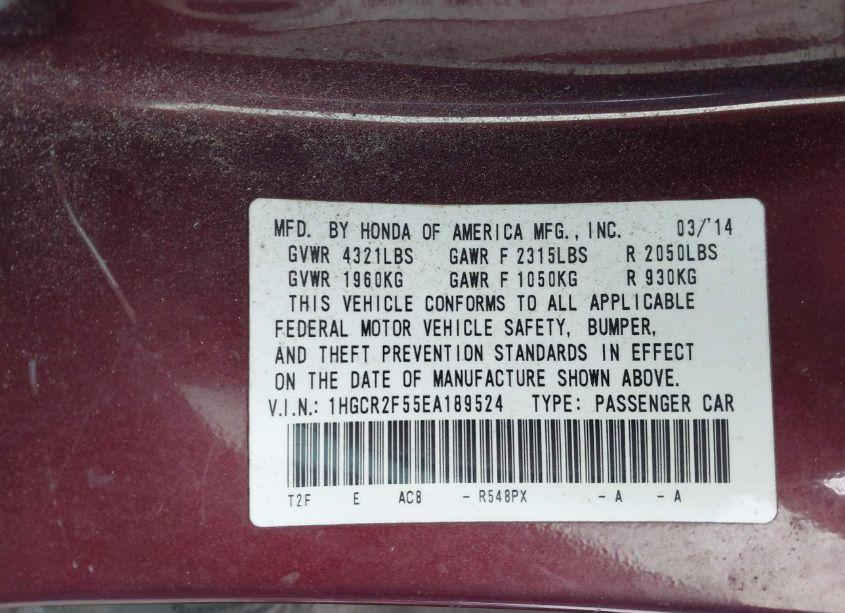 MFD. BY HONDA OF AMERICA MFG., INC. 03/'14
GVWR 4321LBS GAWR F 2315LBS R 2050LBS
GVWR 1960KG GAWR F 1050KG R 930KG
THIS VEHICLE CONFORMS TO ALL APPLICABLE
FEDERAL MOTOR VEHICLE SAFETY, BUMPER,
AND THEFT PREVENTION STANDARDS IN EFFECT
ON THE DATE OF MANUFACTURE SHOWN ABOVE.
V.I.N.: 1HGCR2F55EA189524 TYPE: PASSENGER CAR
T2F E AC8 - R548PX - A - A